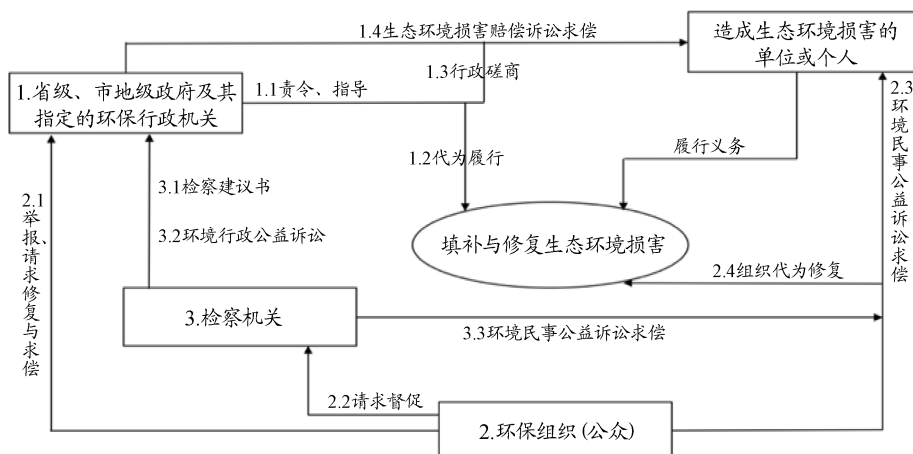 1.4生态环境损害赔偿诉讼求偿
造成生态环境损害的
单位或个人
1.3行政磋商
1.省级、市地级政府及其
指定的环保行政机关
1.1责令、指导
2.3环境民事公益诉讼求偿
1.2代为履行
履行义务
3.1检察建议书
2.1举报、请求修复与求偿
3.2环境行政公益诉讼
填补与修复生态环境损害
2.4组织代为修复
3.检察机关
3.3环境民事公益诉讼求偿
2.2请求督促
2.环保组织(公众)